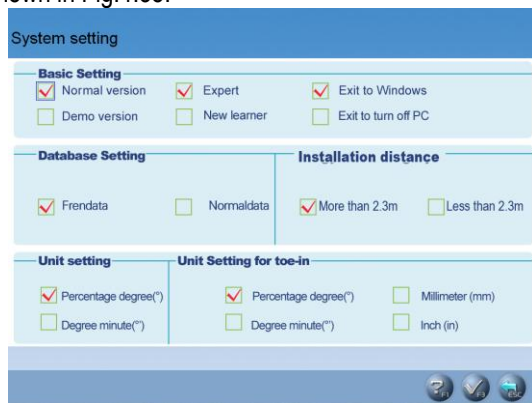 System setting
Basic Setting
Normal version Expert Exit to Windows
Demo version New learner Exit to turn off PC
Database Setting Installation distance
Frendata Normaldata More than 2.3m Less than 2.3m
Unit setting Unit Setting for toe-in
Percentage degree(°) Percentage degree(°) Millimeter (mm)
Degree minute(°') Degree minute(°') Inch (in)
F1 ESC